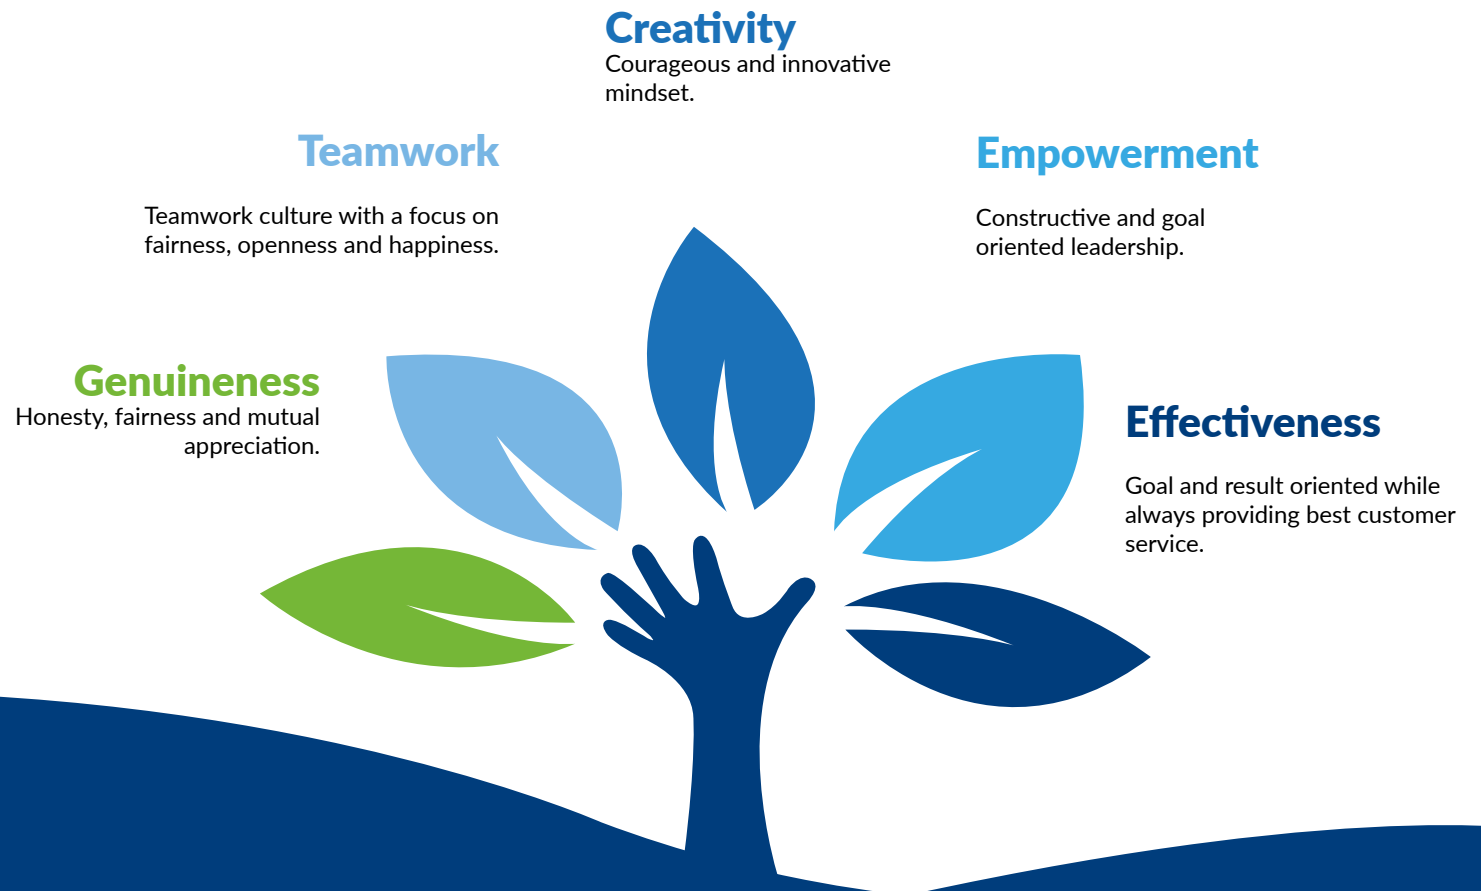 Creativity
Courageous and innovative
mindset.
Teamwork
Teamwork culture with a focus on
fairness, openness and happiness.
Empowerment
Constructive and goal
oriented leadership.
Genuineness
Honesty, fairness and mutual
appreciation.
Effectiveness
Goal and result oriented while
always providing best customer
service.